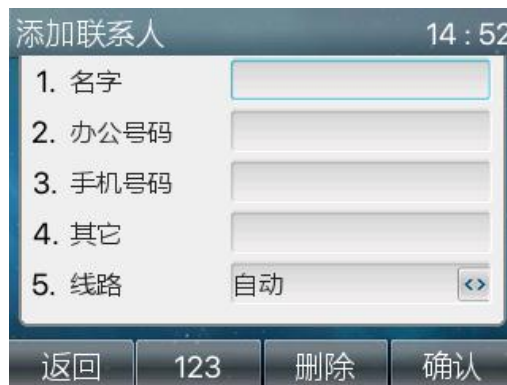 添加联系人 14:52
1. 名字
2. 办公号码
3. 手机号码
4. 其它
5. 线路 自动
返回 123 删除 确认